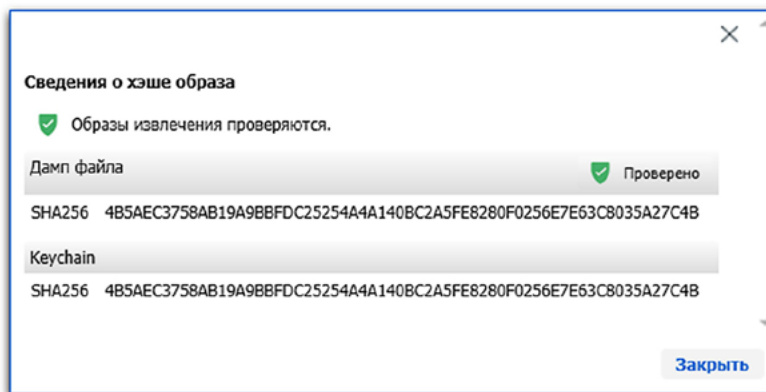 Сведения о хэше образа
Образы извлечения проверяются.
Дамп файла Проверено
SHA256 4B5AEC3758AB19A9BBFDC25254A4A140BC2A5FE8280F0256E7E63C8035A27C4B
Keychain
SHA256 4B5AEC3758AB19A9BBFDC25254A4A140BC2A5FE8280F0256E7E63C8035A27C4B
Закрыть